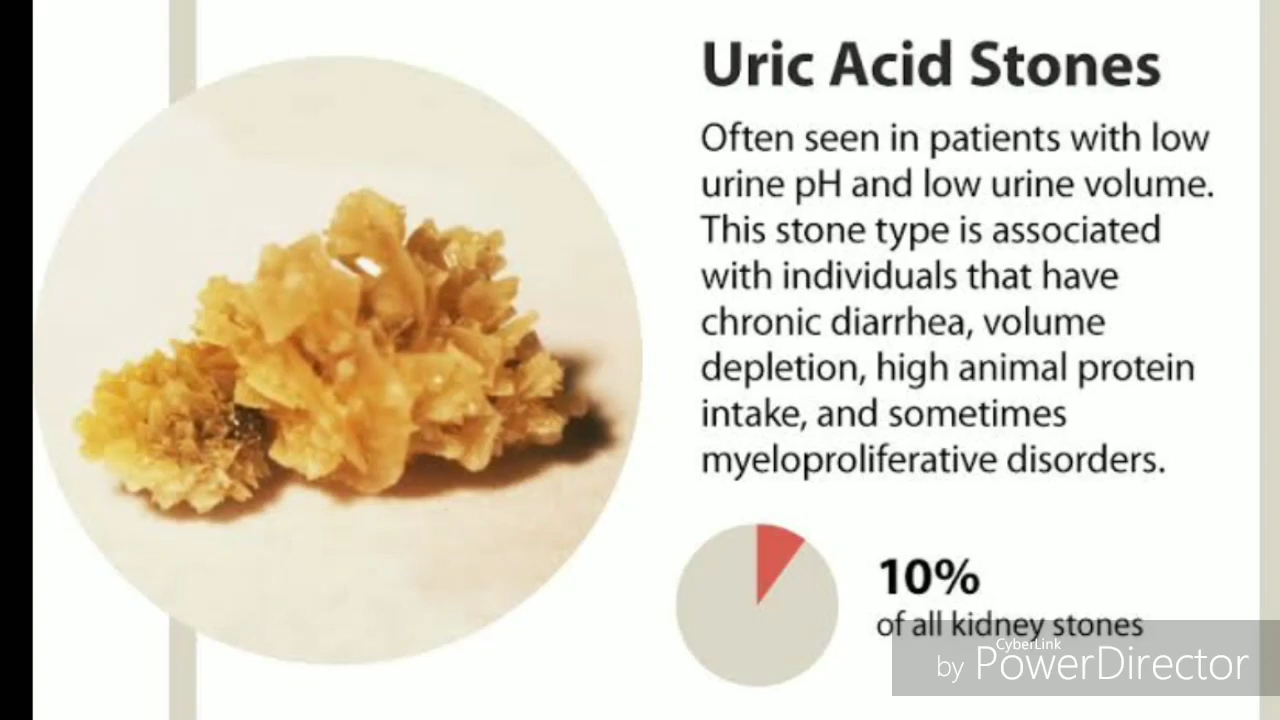 Uric Acid Stones
Often seen in patients with low
urine pH and low urine volume.
This stone type is associated
with individuals that have
chronic diarrhea, volume
depletion, high animal protein
intake, and sometimes
myeloproliferative disorders.
10%
of all kidney stones
CyberLink
by PowerDirector